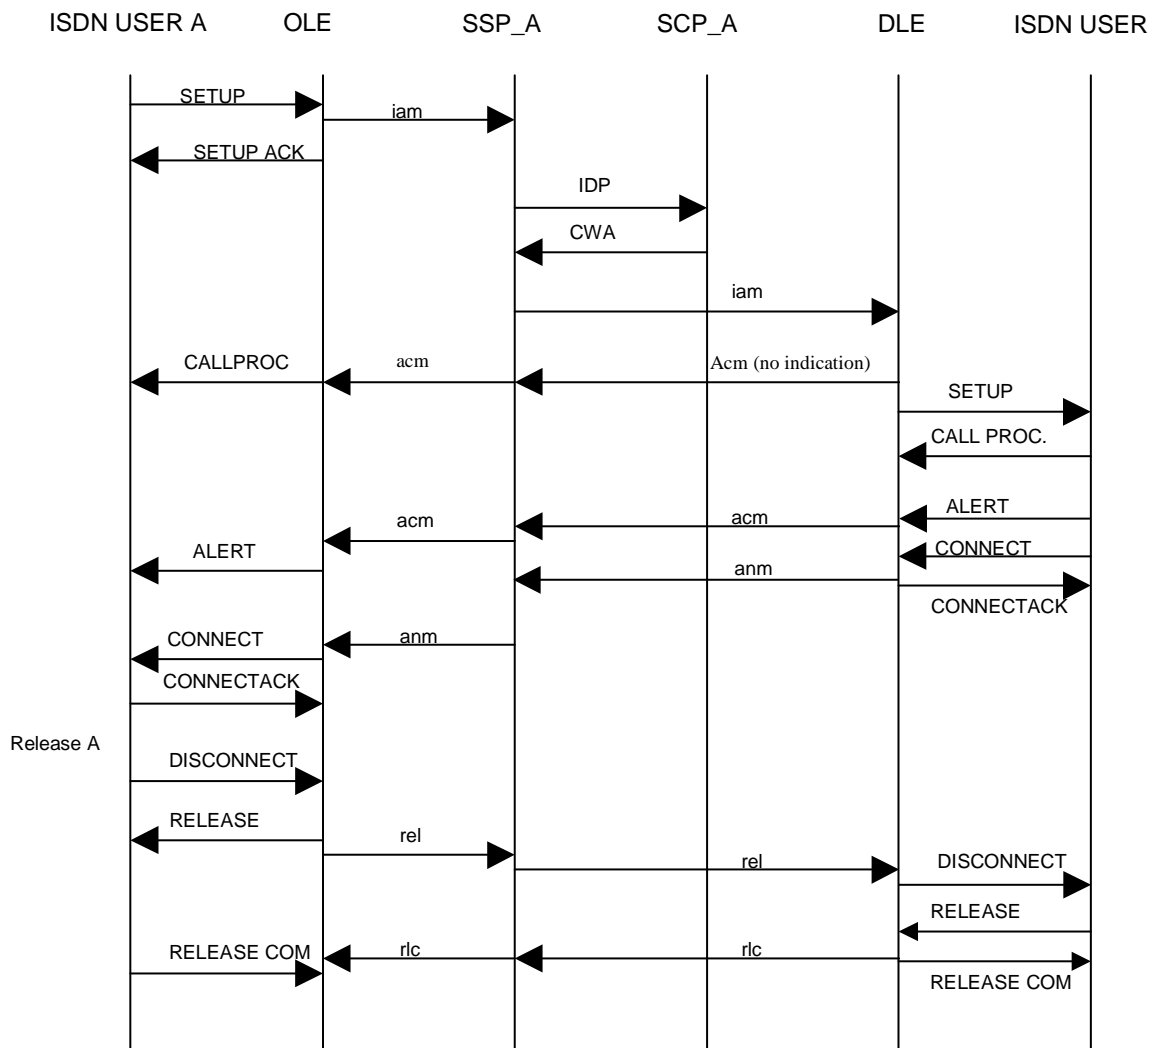 ISDN USER A OLE SSP_A SCP_A DLE ISDN USER
SETUP
iam
SETUP ACK
IDP
CWA
iam
CALLPROC acm Acm (no indication)
SETUP
CALL PROC.
ALERT
acm acm
CONNECT
ALERT
anm
CONNECTACK
CONNECT anm
CONNECTACK
Release A
DISCONNECT
RELEASE
rel
rel DISCONNECT
RELEASE
RELEASE COM rlc rlc
RELEASE COM